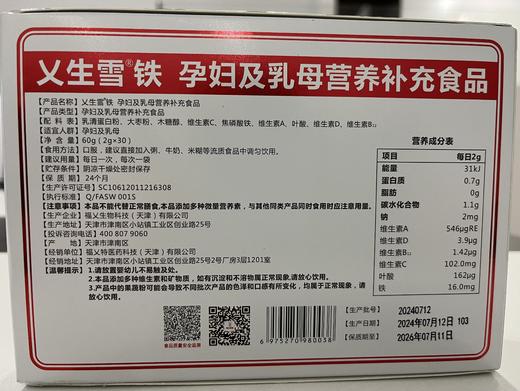 乂生雪®铁 孕妇及乳母营养补充食品
[产品名称] 乂生雪®铁 孕妇及乳母营养补充食品
[产品类型] 孕妇及乳母营养补充食品
[配 料 表] 乳清蛋白粉、大枣粉、木糖醇、维生素C、焦磷酸铁、维生素A、叶酸、维生素D、维生素B₁₂
[适宜人群] 孕妇及乳母
[净 含 量] 60g (2g×30)
[食用方法] 口服，建议直接加入粥、牛奶、米糊等流质食品中调匀饮用。
[建议用量] 每日一次，每次一袋
[贮存条件] 阴凉干燥处密封保存
[保 质 期] 24个月
[生产许可证号] SC10612011216308
[执行标准] Q/FASW 001S
[注意事项] 本品不能代替正常膳食,本品添加多种微量营养素，与其他同类产品同时食用时应注意用量。
[生产企业] 福乂生物科技（天津）有限公司
[生产地址] 天津市津南区小站镇工业区创业路25号
[投诉咨询电话] 400 807 9060
[产 地] 天津市津南区
[经销单位] 福乂特医药科技（天津）有限公司
[经销地址] 天津市津南区小站镇工业区创业路25号2号厂房3层1201室
[温馨提示] 1.请放置婴幼儿不易触及处。
2.本品添加多种维生素和矿物质，如有沉淀和不溶物属正常现象,请放心饮用。
3.产品中的果蔬粉可能会导致不同批次产品的色泽和口感有所变化，均属于正常现象，请放心饮用。
营养成分表
项目 每日2g
能量 31kJ
蛋白质 0.7g
脂肪 0g
碳水化合物 1.1g
钠 2mg
维生素A 546μgRE
维生素D 3.9μg
维生素B₁₂ 1.42μg
维生素C 102.0mg
叶酸 162μg
铁 16.0mg
食品质量安全追溯
6 975270 980038
[生产批号] 20240712
[生产日期] 2024年07月12日 103
[保质期至] 2026年07月11日